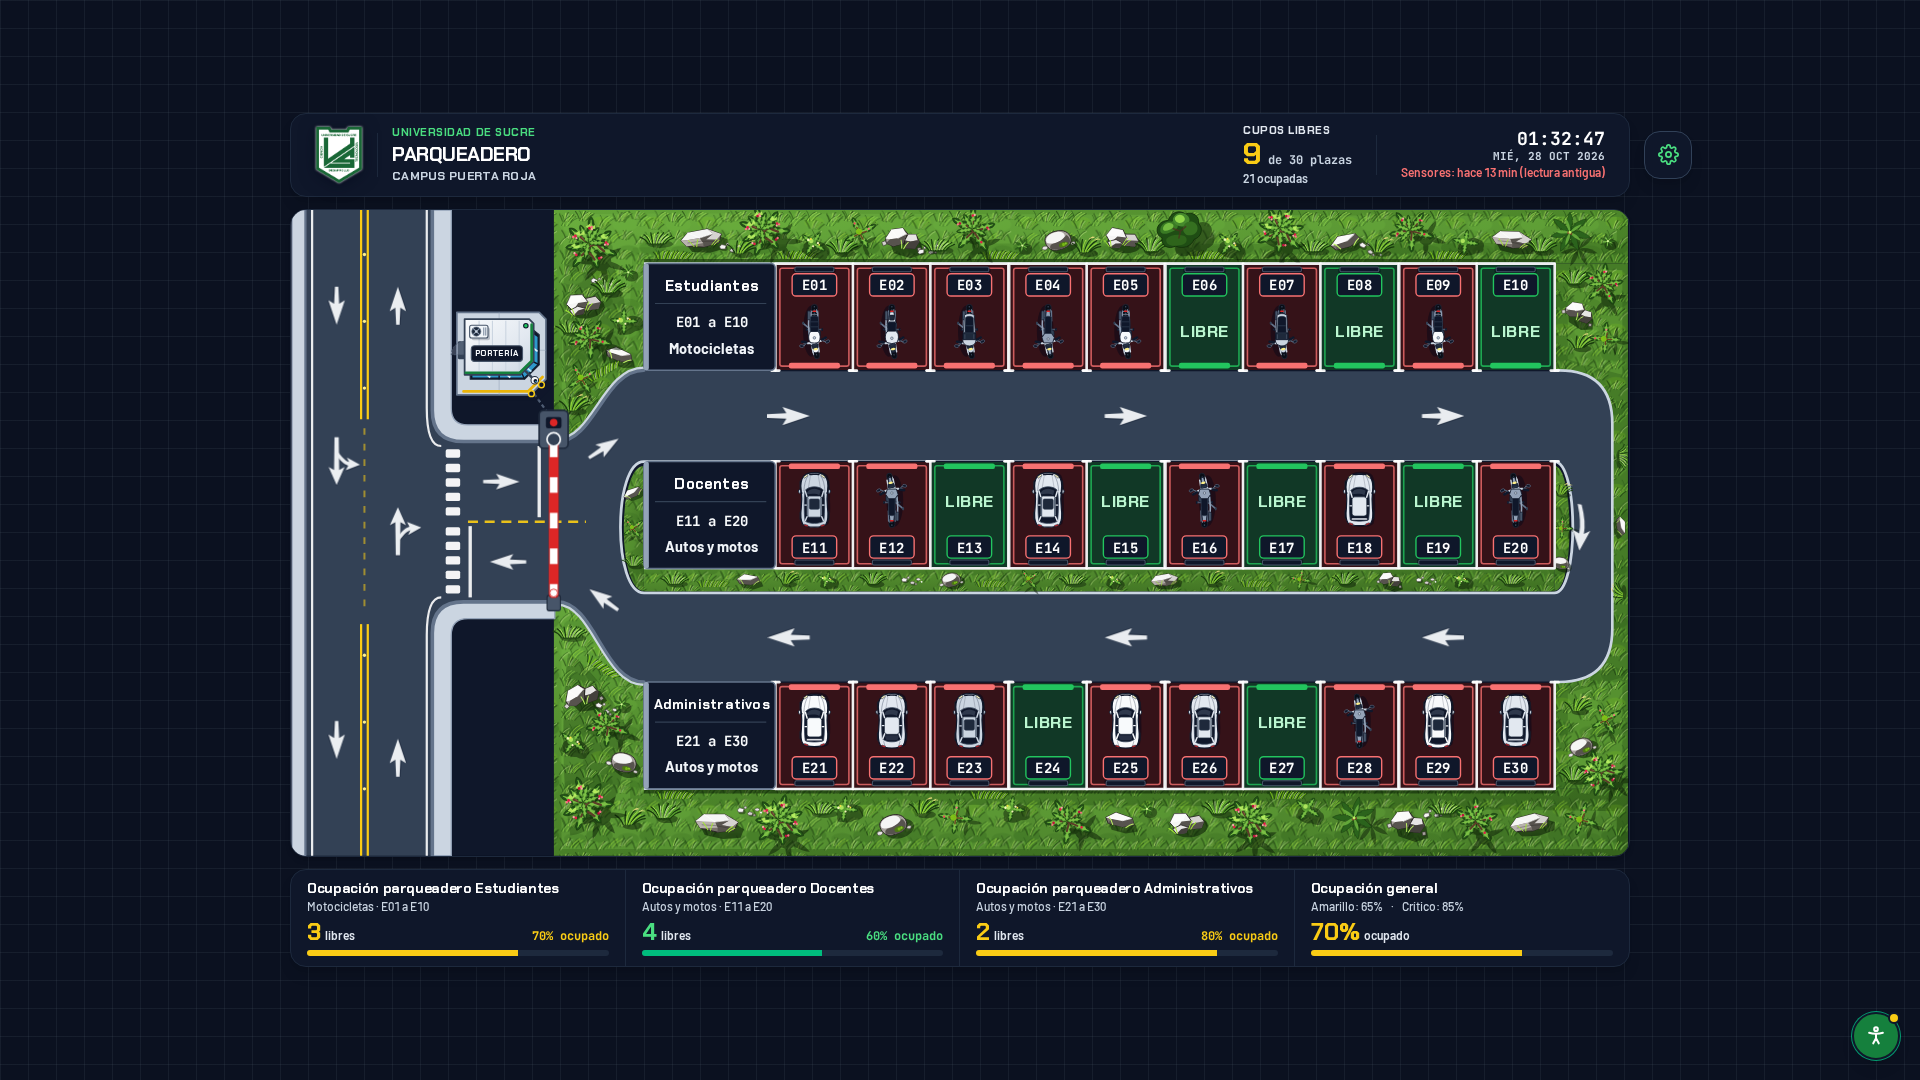 UNIVERSIDAD DE SUCRE
PARQUEADERO
CAMPUS PUERTA ROJA
CUPOS LIBRES
9 de 30 plazas
21 ocupadas
01:32:47
MIÉ, 28 OCT 2026
Sensores: hace 13 min (lectura antigua)
PORTERÍA
Estudiantes
E01 a E10
Motocicletas
E01
E02
E03
E04
E05
E06
LIBRE
E07
E08
LIBRE
E09
E10
LIBRE
Docentes
E11 a E20
Autos y motos
E11
E12
LIBRE
E13
E14
LIBRE
E15
E16
LIBRE
E17
E18
LIBRE
E19
E20
Administrativos
E21 a E30
Autos y motos
E21
E22
E23
LIBRE
E24
E25
E26
LIBRE
E27
E28
E29
E30
Ocupación parqueadero Estudiantes
Motocicletas · E01 a E10
3 libres
70% ocupado
Ocupación parqueadero Docentes
Autos y motos · E11 a E20
4 libres
60% ocupado
Ocupación parqueadero Administrativos
Autos y motos · E21 a E30
2 libres
80% ocupado
Ocupación general
Amarillo: 65% · Crítico: 85%
70% ocupado